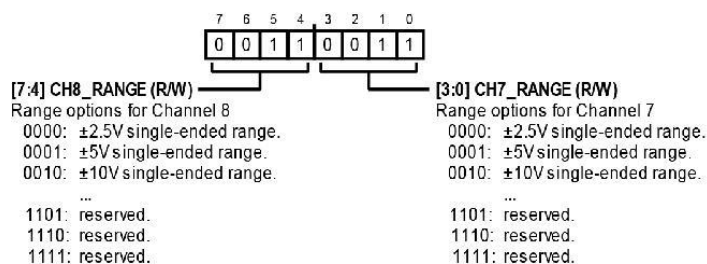 7 6 5 4 3 2 1 0
0 0 1 1 0 0 1 1
[7:4] CH8_RANGE (R/W)
Range options for Channel 8
0000: ±2.5V single-ended range.
0001: ±5V single-ended range.
0010: ±10V single-ended range.
...
1101: reserved.
1110: reserved.
1111: reserved.
[3:0] CH7_RANGE (R/W)
Range options for Channel 7
0000: ±2.5V single-ended range.
0001: ±5V single-ended range.
0010: ±10V single-ended range.
...
1101: reserved.
1110: reserved.
1111: reserved.